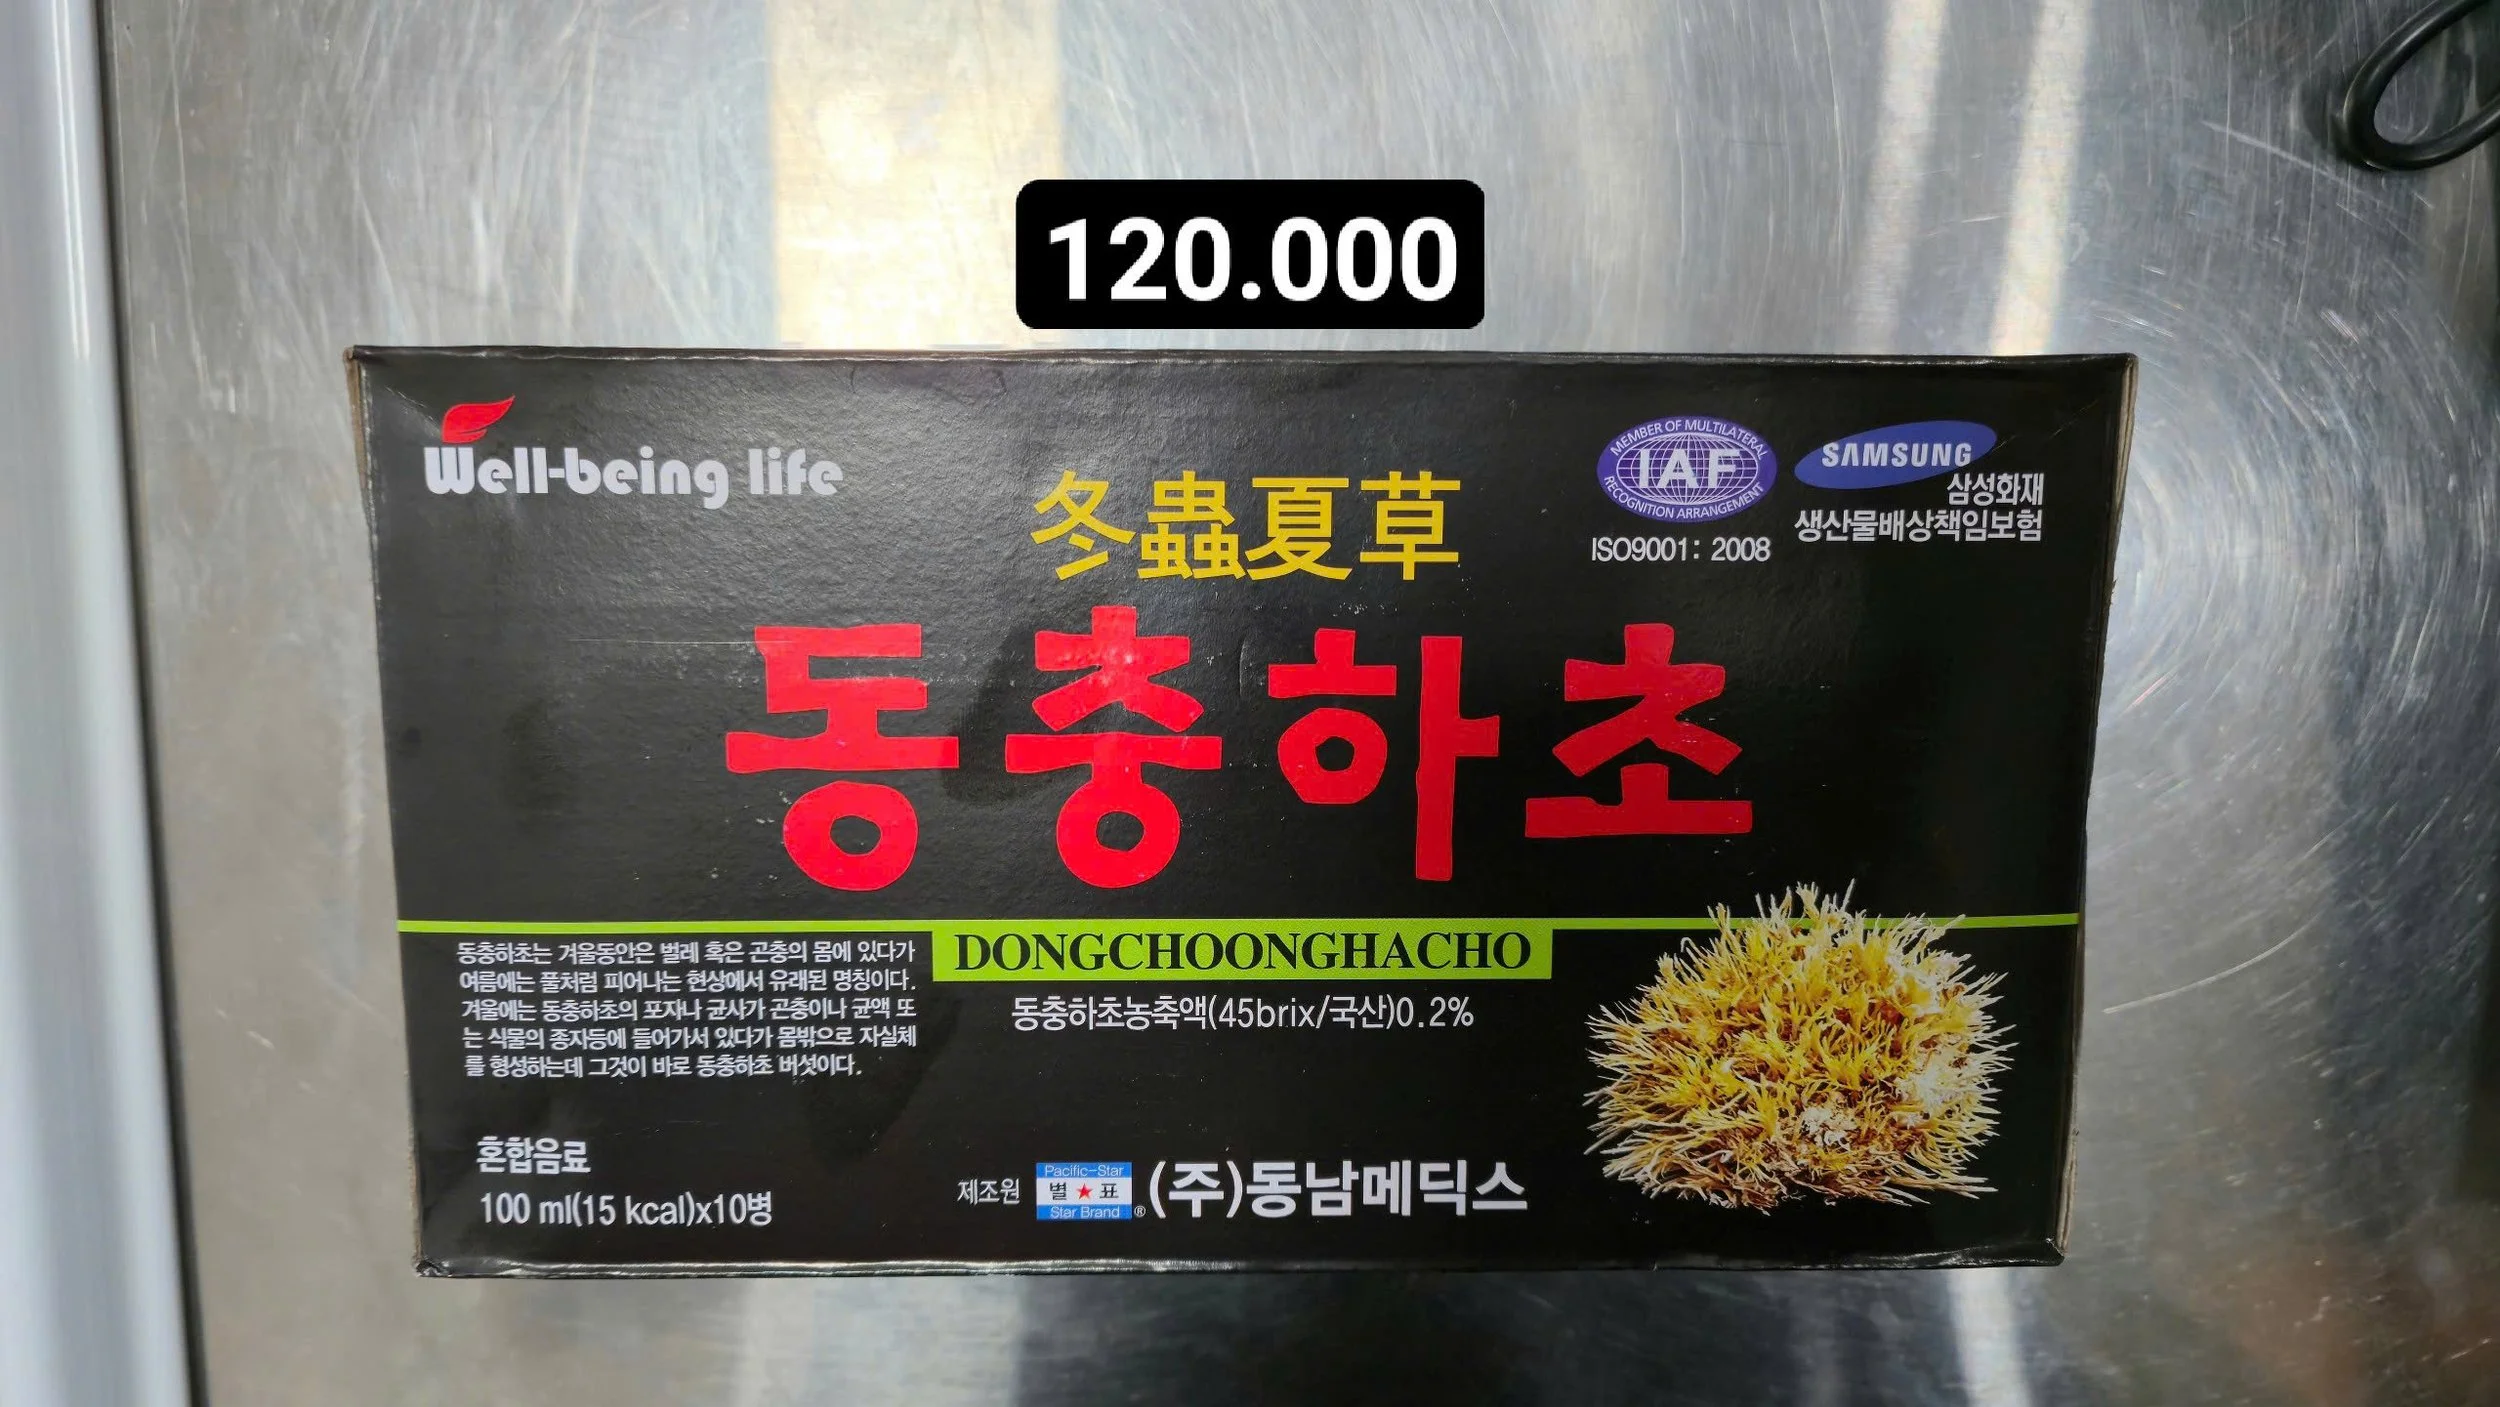 120.000
Well-being life
冬蟲夏草
MEMBER OF MULTILATERAL
IAF
RECOGNITION ARRANGEMENT
ISO9001: 2008
SAMSUNG
삼성화재
생산물배상책임보험
동충하초
DONGCHOONGHACHO
동충하초농축액(45brix/국산)0.2%
동충하초는 겨울동안은 벌레 혹은 곤충의 몸에 있다가
여름에는 풀처럼 피어나는 현상에서 유래된 명칭이다.
겨울에는 동충하초의 포자나 균사가 곤충이나 균액 또
는 식물의 종자등에 들어가서 있다가 몸밖으로 자실체
를 형성하는데 그것이 바로 동충하초 버섯이다.
혼합음료
100 ml(15 kcal)x10병
제조원
Pacific-Star
별★표
Star Brand ®
(주)동남메딕스